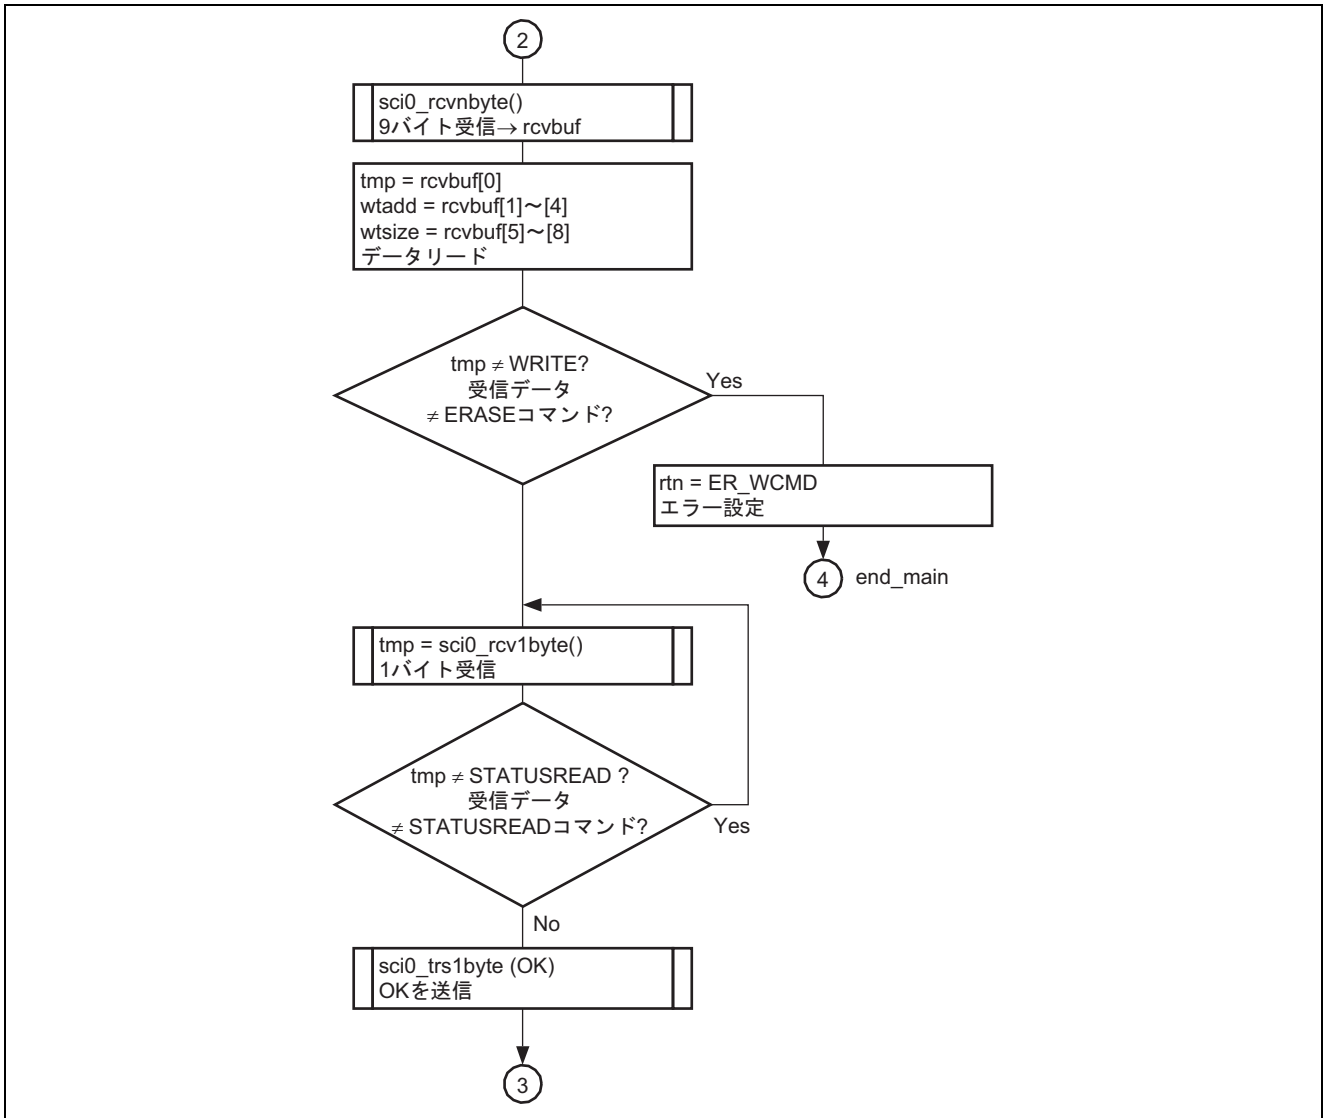 2
sci0_rcvnbyte()
9バイト受信→ rcvbuf
tmp = rcvbuf[0]
wtadd = rcvbuf[1]～[4]
wtsize = rcvbuf[5]～[8]
データリード
tmp ≠ WRITE?
受信データ
≠ ERASEコマンド?
Yes
rtn = ER_WCMD
エラー設定
4 end_main
tmp = sci0_rcv1byte()
1バイト受信
tmp ≠ STATUSREAD ?
受信データ
≠ STATUSREADコマンド?
Yes
No
sci0_trs1byte (OK)
OKを送信
3